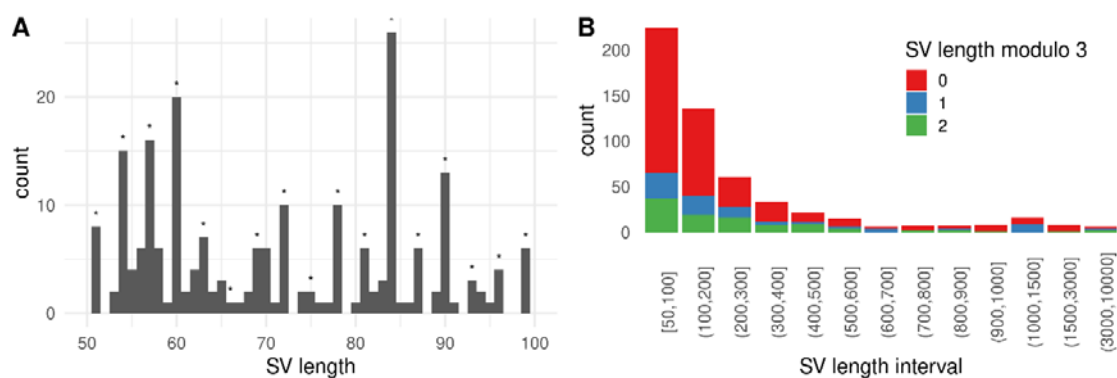 A
count
20
10
0
* * * * * * * * * * * * * * * * *
50 60 70 80 90 100
SV length
B
count
200
150
100
50
0
SV length modulo 3
0
1
2
[50,100]
(100,200]
(200,300]
(300,400]
(400,500]
(500,600]
(600,700]
(700,800]
(800,900]
(900,1000]
(1000,1500]
(1500,3000]
(3000,10000]
SV length interval